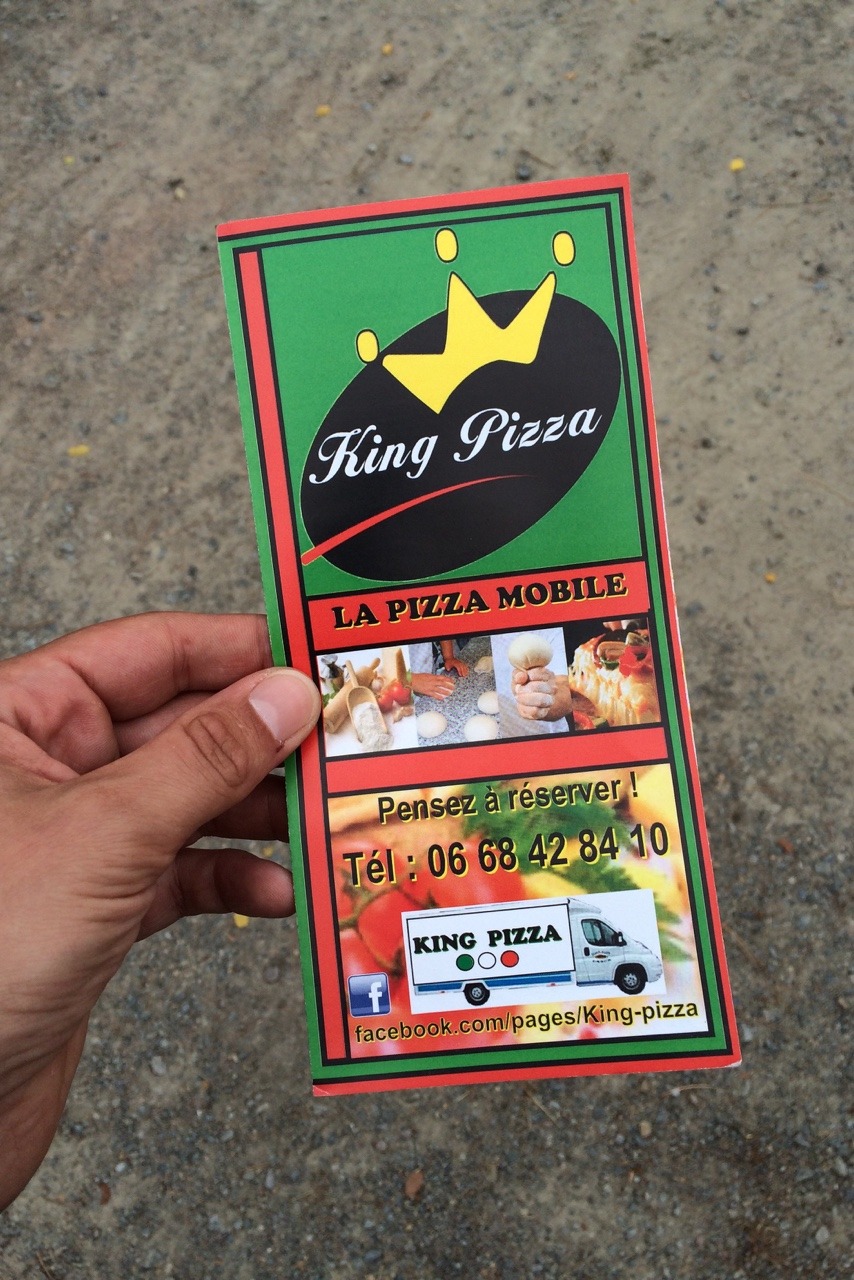 King Pizza
LA PIZZA MOBILE
Pensez à réserver !
Tél : 06 68 42 84 10
KING PIZZA
f
facebook.com/pages/King-pizza